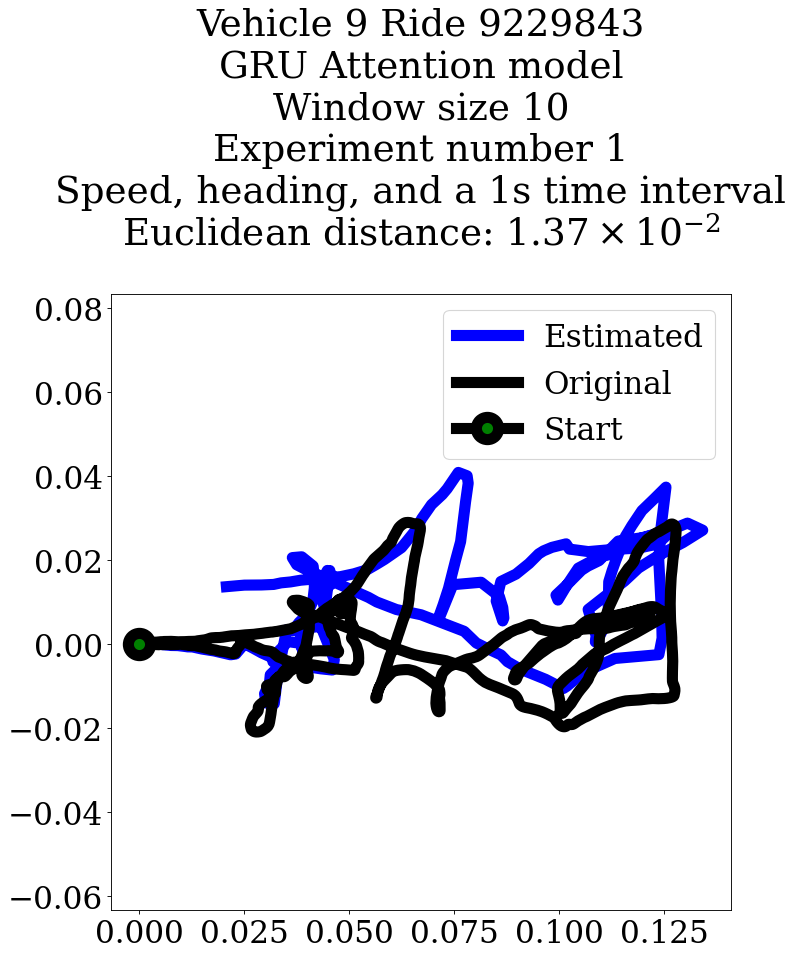 Vehicle 9 Ride 9229843
GRU Attention model
Window size 10
Experiment number 1
Speed, heading, and a 1s time interval
Euclidean distance: 1.37 × 10⁻²
Estimated
Original
Start
0.08
0.06
0.04
0.02
0.00
−0.02
−0.04
−0.06
0.000 0.025 0.050 0.075 0.100 0.125